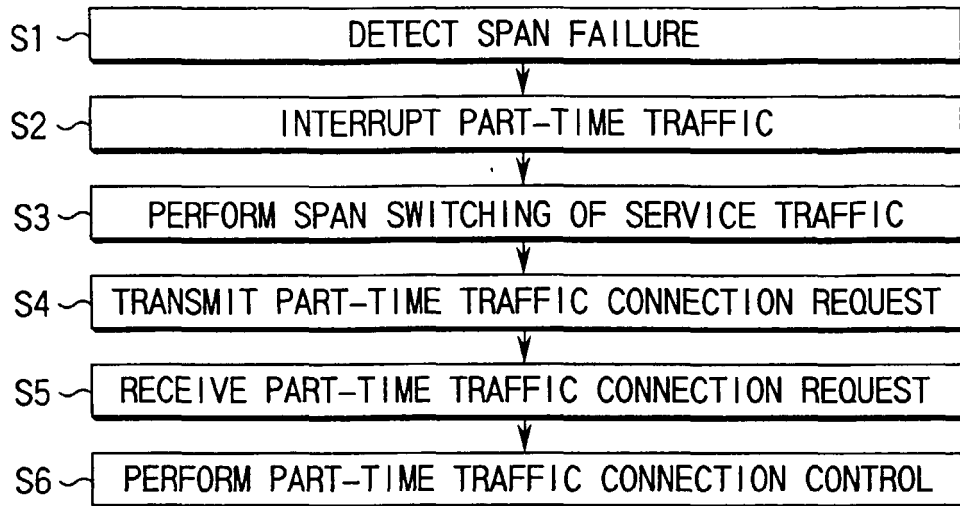 S1 DETECT SPAN FAILURE
S2 INTERRUPT PART-TIME TRAFFIC
S3 PERFORM SPAN SWITCHING OF SERVICE TRAFFIC
S4 TRANSMIT PART-TIME TRAFFIC CONNECTION REQUEST
S5 RECEIVE PART-TIME TRAFFIC CONNECTION REQUEST
S6 PERFORM PART-TIME TRAFFIC CONNECTION CONTROL